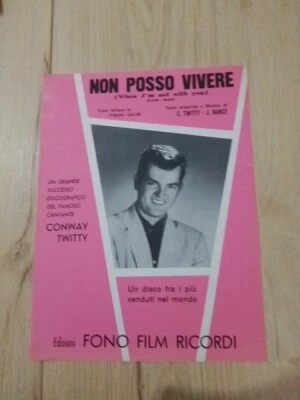 NON POSSO VIVERE
(When I'm not with you)
Testo italiano di
Testo originale e Musica di
C. TWITTY - J. NANCE
UN GRANDE
SUCCESSO
DISCOGRAFICO
DEL FAMOSO
CANTANTE
CONWAY
TWITTY
Un disco fra i più
venduti nel mondo
Edizioni FONO FILM RICORDI